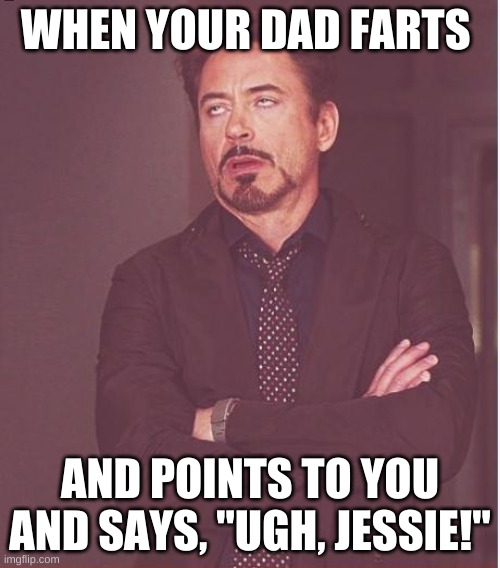 WHEN YOUR DAD FARTS
AND POINTS TO YOU
AND SAYS, "UGH, JESSIE!"
imgflip.com